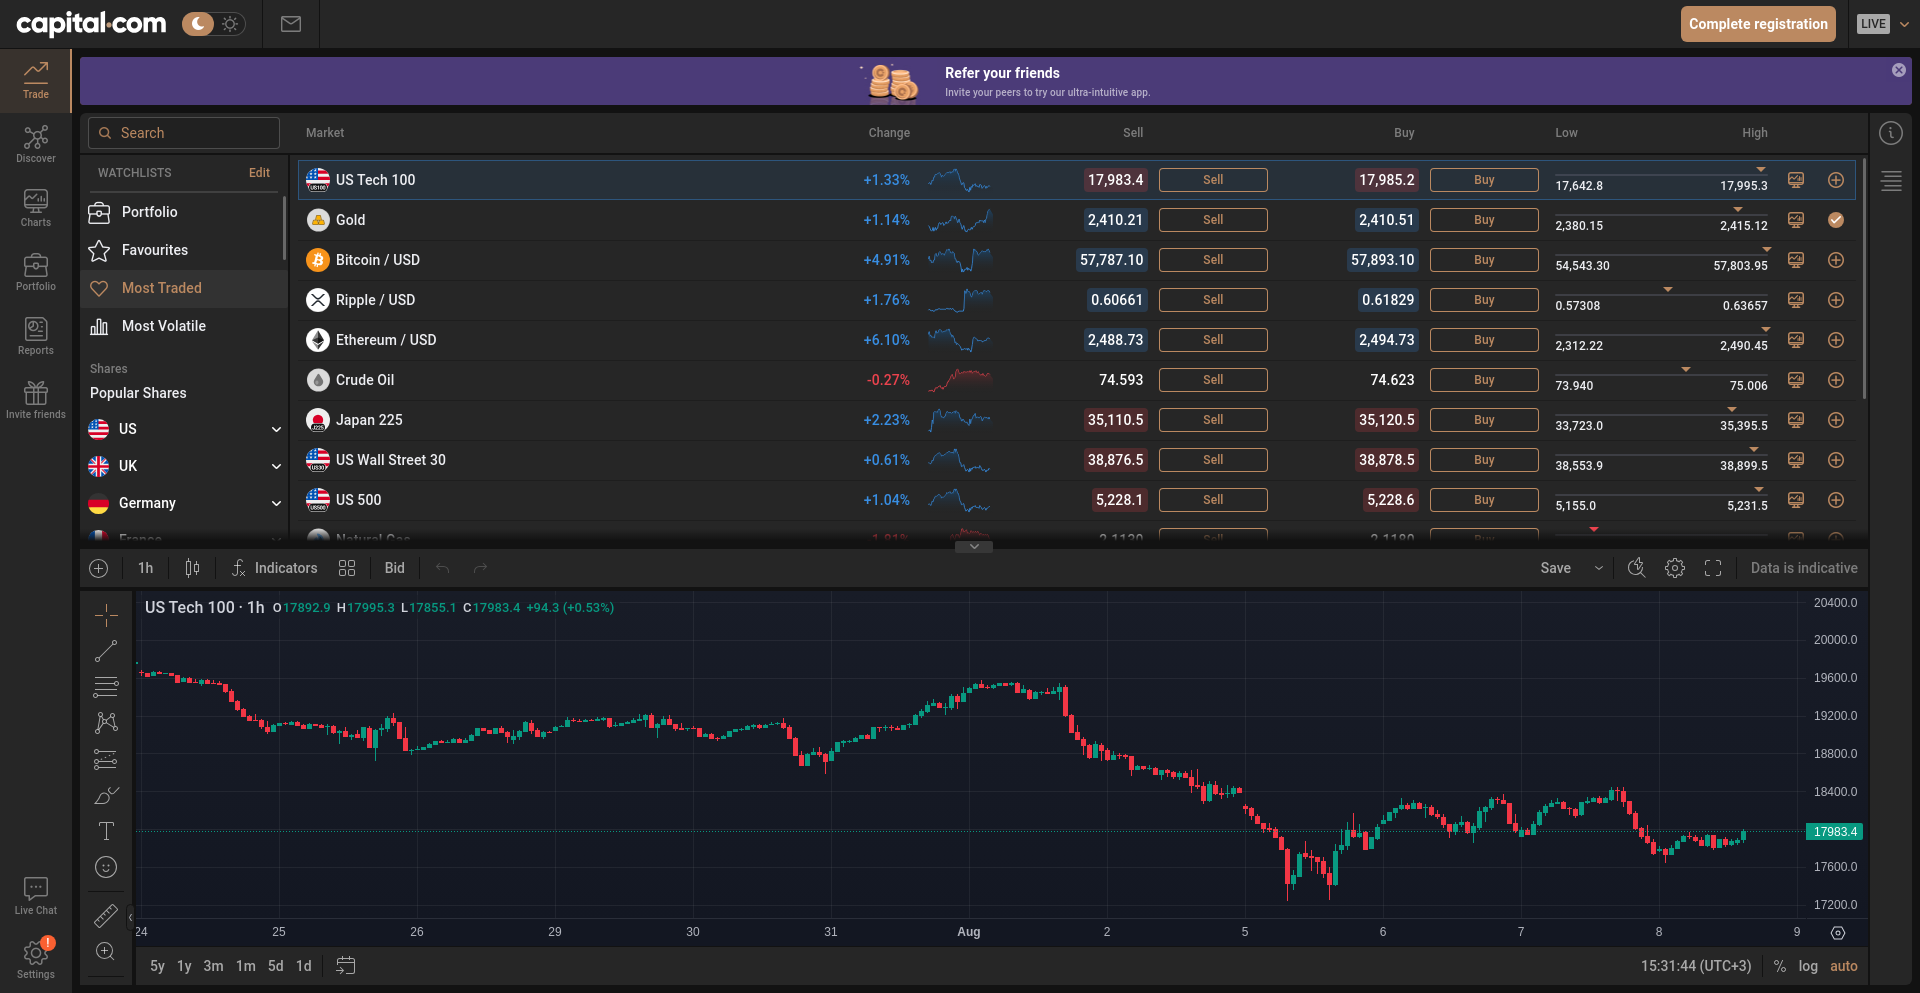 capital.com
Complete registration
LIVE
Trade
Discover
Charts
Portfolio
Reports
Invite friends
Live Chat
Settings
!
Refer your friends
Invite your peers to try our ultra-intuitive app.
Search
WATCHLISTS Edit
Portfolio
Favourites
Most Traded
Most Volatile
Shares
Popular Shares
US
UK
Germany
France
Market Change Sell Buy Low High
US Tech 100 +1.33% 17,983.4 Sell 17,985.2 Buy 17,642.8 17,995.3
Gold +1.14% 2,410.21 Sell 2,410.51 Buy 2,380.15 2,415.12
Bitcoin / USD +4.91% 57,787.10 Sell 57,893.10 Buy 54,543.30 57,803.95
Ripple / USD +1.76% 0.60661 Sell 0.61829 Buy 0.57308 0.63657
Ethereum / USD +6.10% 2,488.73 Sell 2,494.73 Buy 2,312.22 2,490.45
Crude Oil -0.27% 74.593 Sell 74.623 Buy 73.940 75.006
Japan 225 +2.23% 35,110.5 Sell 35,120.5 Buy 33,723.0 35,395.5
US Wall Street 30 +0.61% 38,876.5 Sell 38,878.5 Buy 38,553.9 38,899.5
US 500 +1.04% 5,228.1 Sell 5,228.6 Buy 5,155.0 5,231.5
Natural Gas -1.81% 2.1130 Sell 2.1180 Buy
1h Indicators Bid Save Data is indicative
US Tech 100 · 1h O17892.9 H17995.3 L17855.1 C17983.4 +94.3 (+0.53%)
20400.0
20000.0
19600.0
19200.0
18800.0
18400.0
17983.4
17600.0
17200.0
24 25 26 29 30 31 Aug 2 5 6 7 8 9
5y 1y 3m 1m 5d 1d 15:31:44 (UTC+3) % log auto